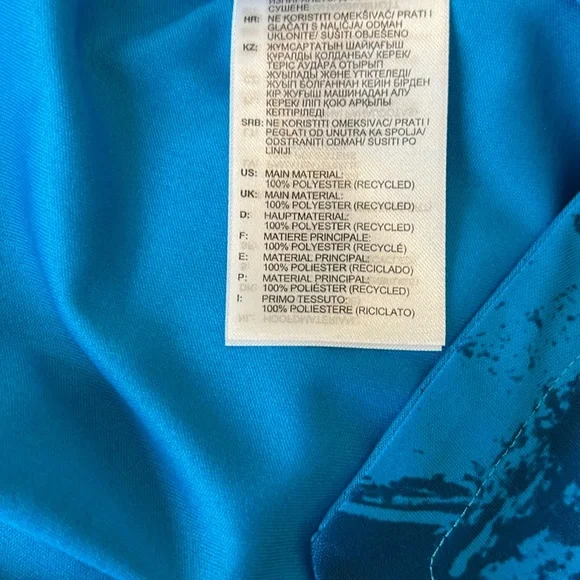 СУШЕНЕ
HR: NE KORISTITI OMEKŠIVAČ/ PRATI I
GLAČATI S NALIČJA/ ODMAH
UKLONITE/ SUŠITI OBJEŠENO
KZ: ЖҰМСАРТАТЫН ШАЙҚАҒЫШ
ҚҰРАЛДЫ ҚОЛДАНБАУ КЕРЕК/
ТЕРІС АУДАРА ОТЫРЫП
ЖУЫЛАДЫ ЖӘНЕ ҮТІКТЕЛЕДІ/
ЖУЫП БОЛҒАННАН КЕЙІН БІРДЕН
КІР ЖУҒЫШ МАШИНАДАН АЛУ
КЕРЕК/ ІЛІП ҚОЮ АРҚЫЛЫ
КЕПТІРІЛЕДІ
SRB: NE KORISTITI OMEKSIVAC/ PRATI I
PEGLATI OD UNUTRA KA SPOLJA/
ODSTRANITI ODMAH/ SUSITI PO
LINIJI
US: MAIN MATERIAL:
100% POLYESTER (RECYCLED)
UK: MAIN MATERIAL:
100% POLYESTER (RECYCLED)
D: HAUPTMATERIAL:
100% POLYESTER (RECYCLED)
F: MATIERE PRINCIPALE:
100% POLYESTER (RECYCLÉ)
E: MATERIAL PRINCIPAL:
100% POLIESTER (RECICLADO)
P: MATERIAL PRINCIPAL:
100% POLIÉSTER (RECYCLED)
I: PRIMO TESSUTO:
100% POLIESTERE (RICICLATO)